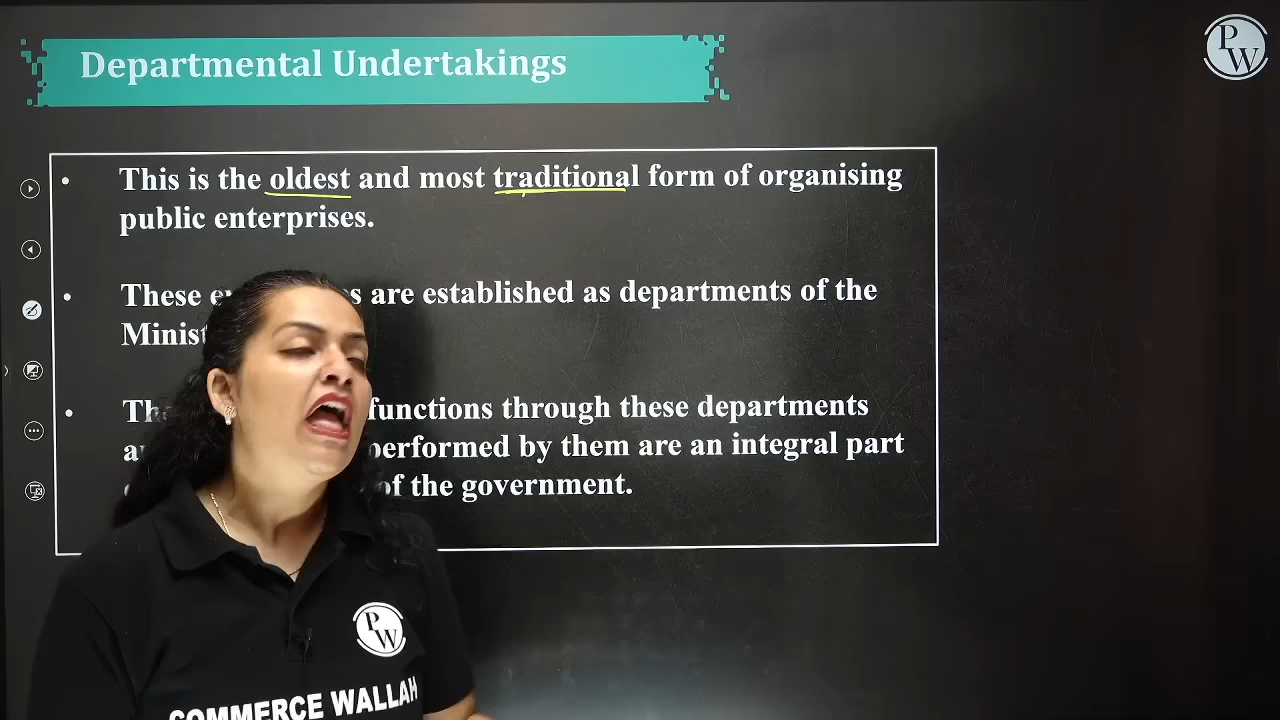 Departmental Undertakings
PW
• This is the oldest and most traditional form of organising
public enterprises.
• These are established as departments of the
• functions through these departments
performed by them are an integral part
of the government.
PW
COMMERCE WALLAH